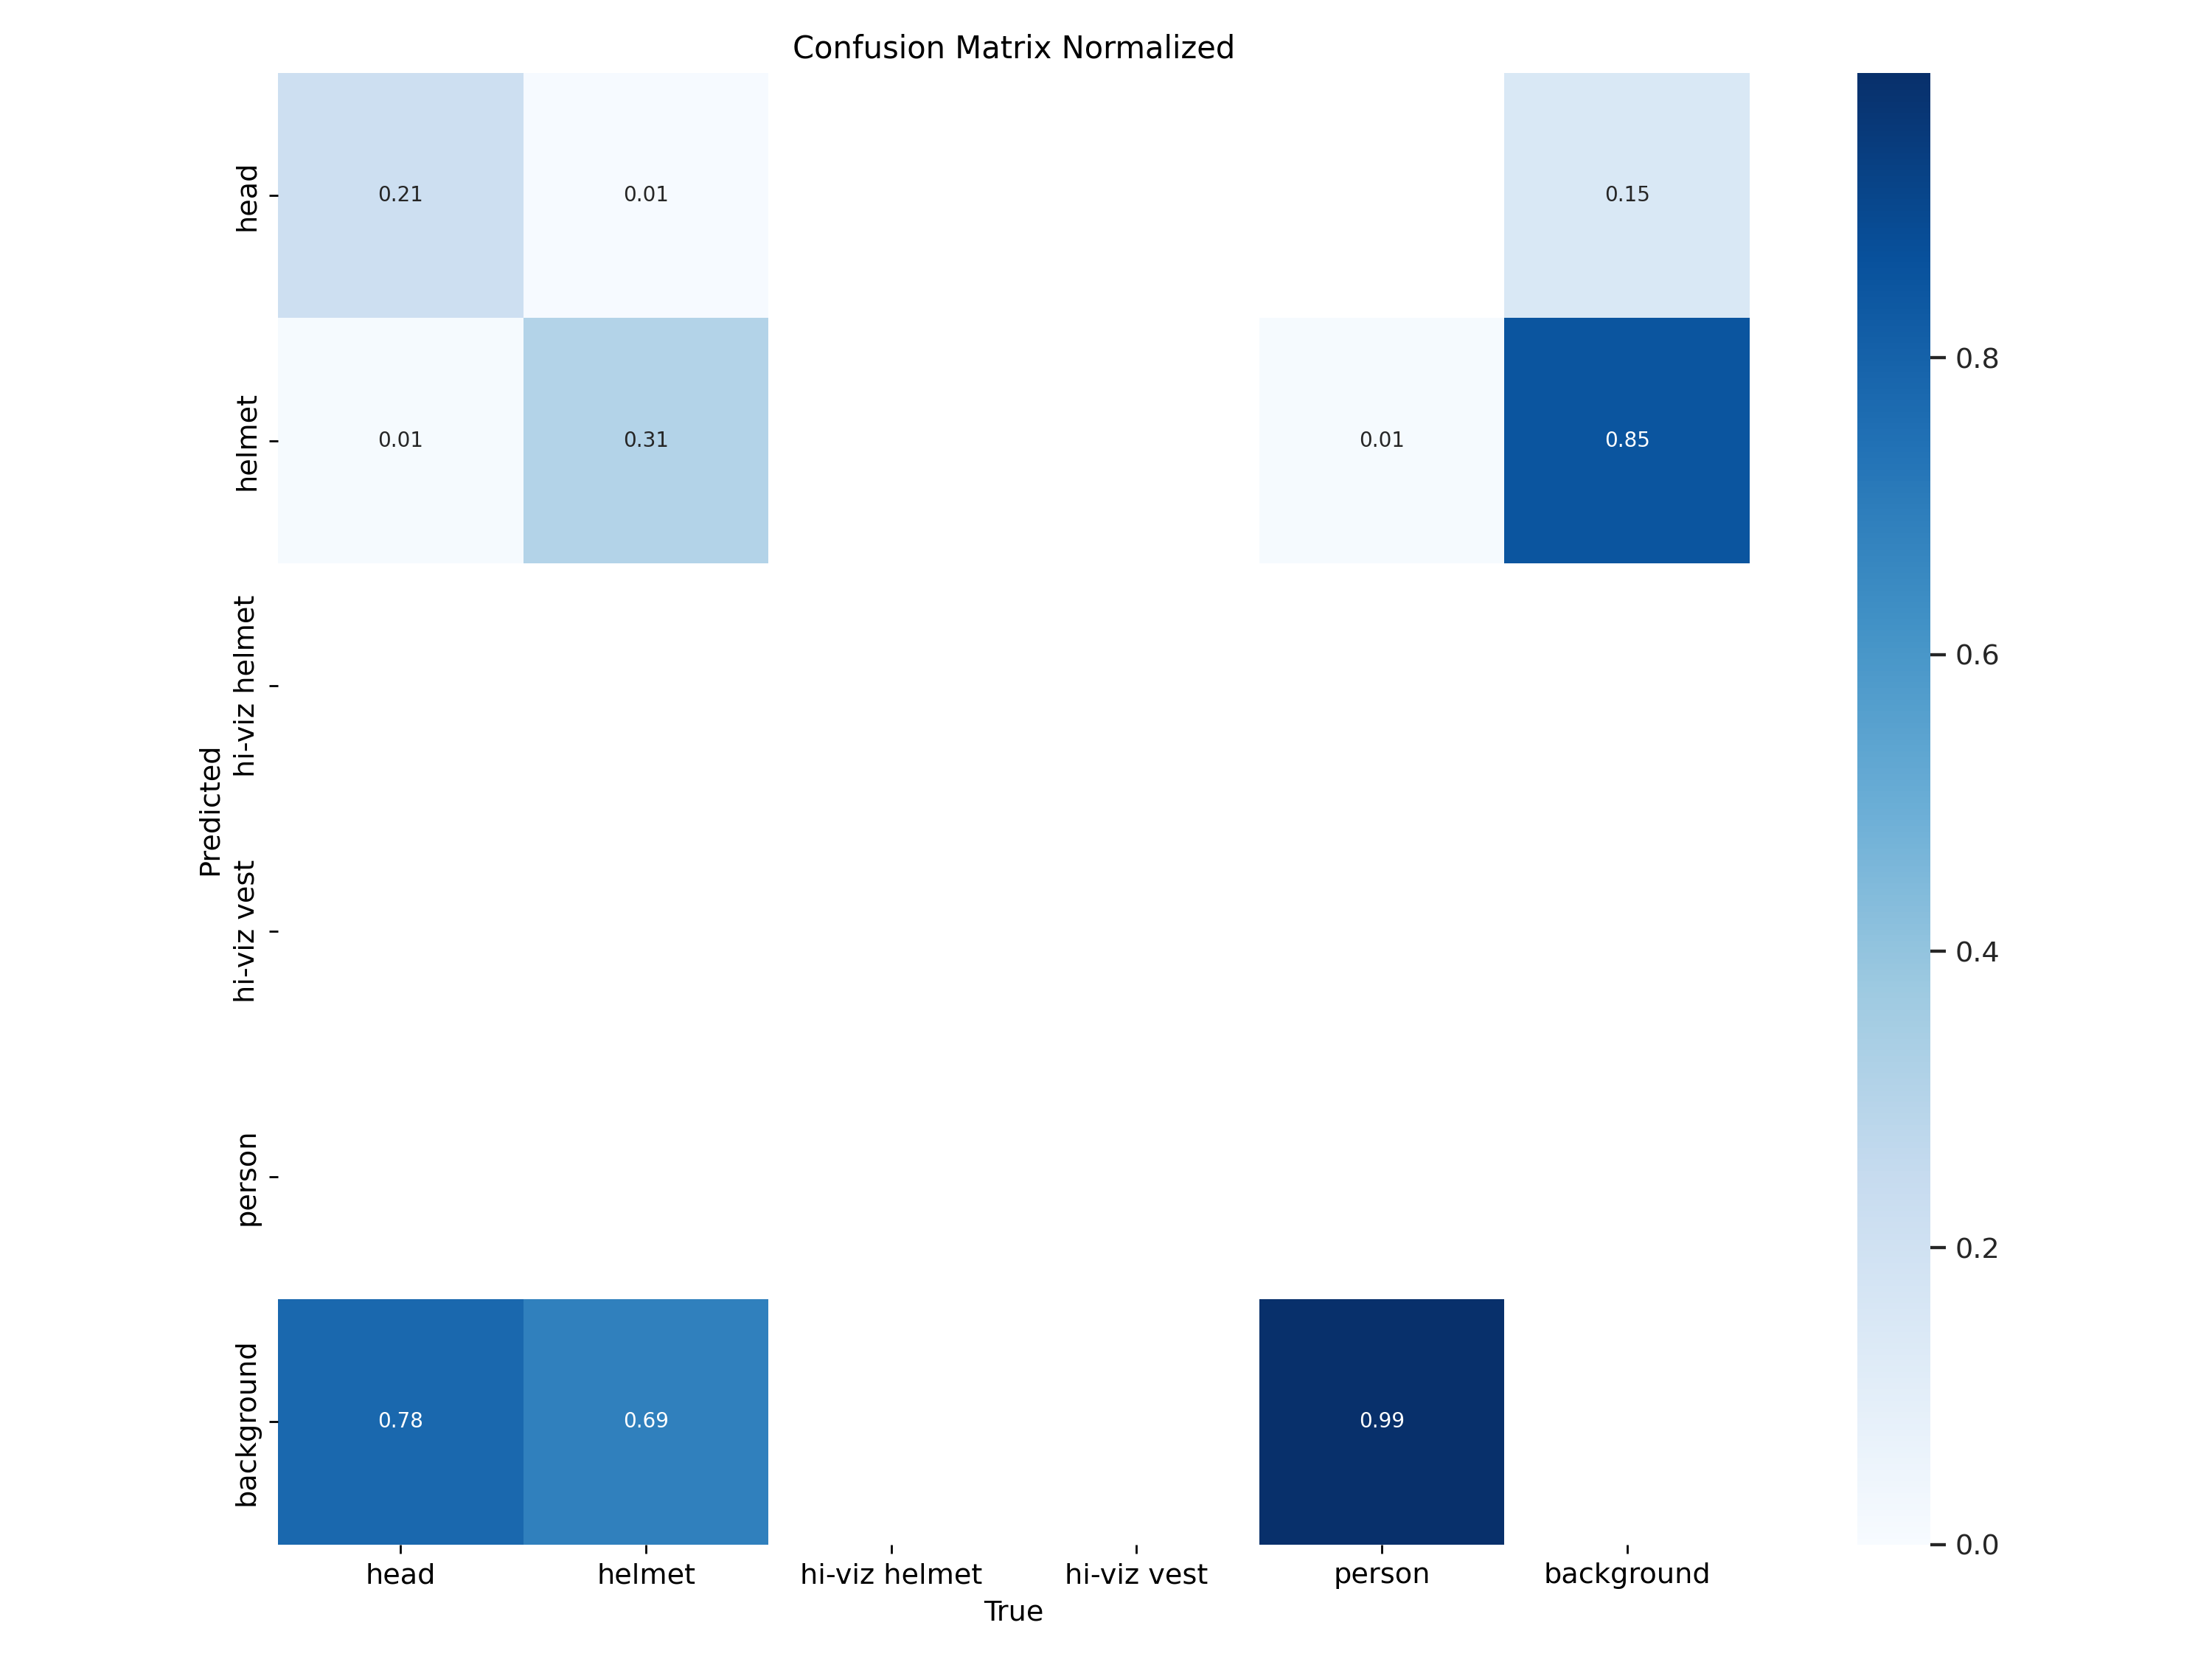 Confusion Matrix Normalized
head
0.21
0.01
0.15
helmet
0.01
0.31
0.01
0.85
hi-viz helmet
hi-viz vest
person
background
0.78
0.69
0.99
Predicted
head
helmet
hi-viz helmet
hi-viz vest
person
background
True
0.8
0.6
0.4
0.2
0.0